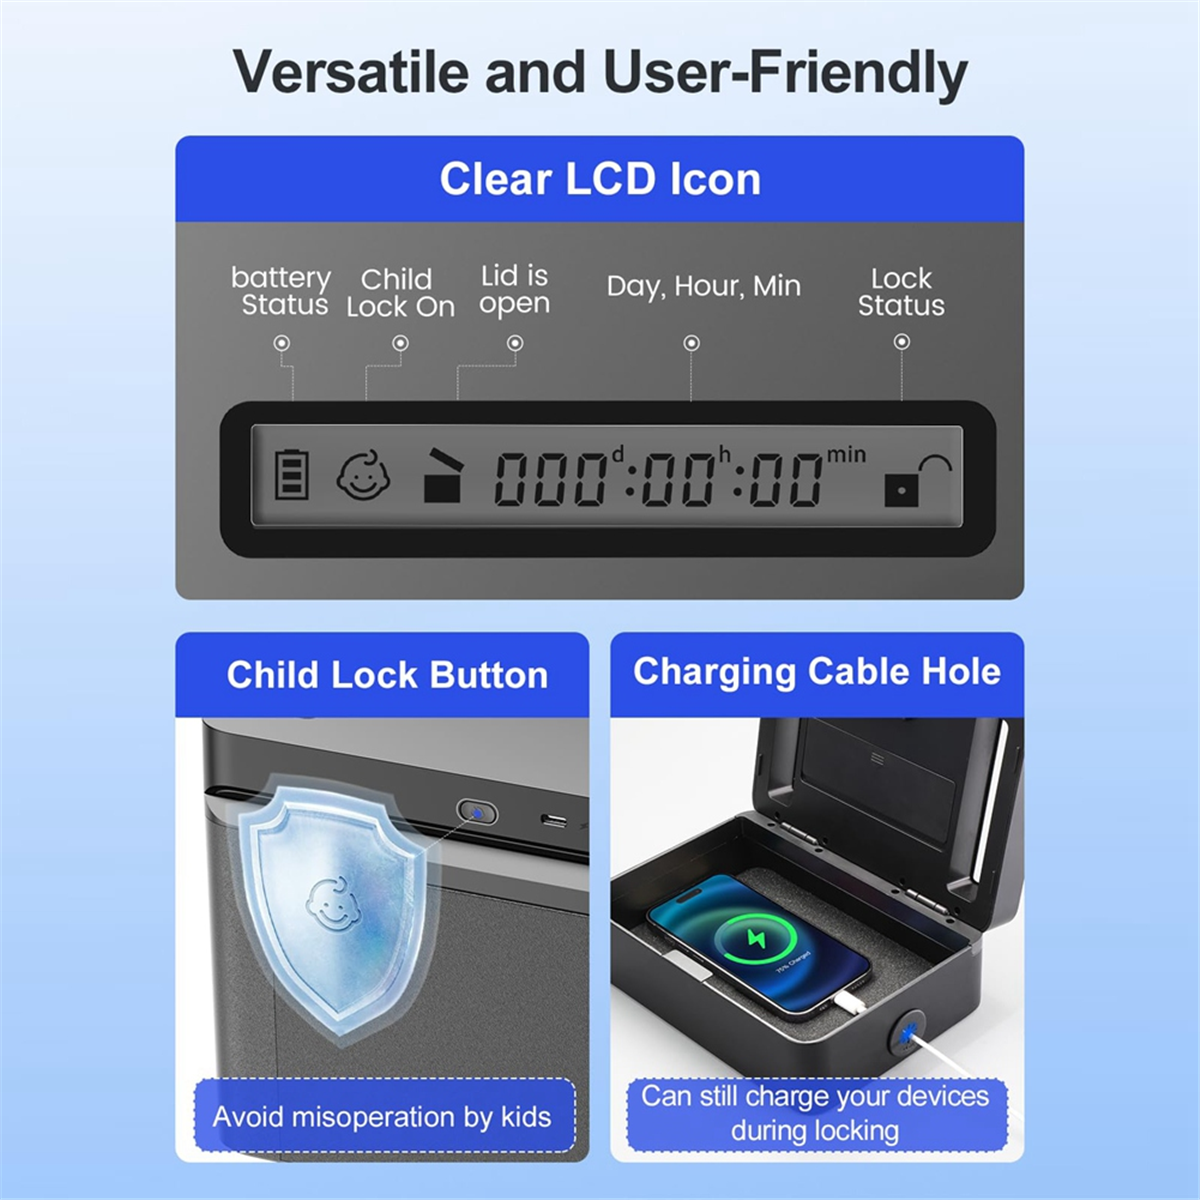 Versatile and User-Friendly
Clear LCD Icon
battery
Status
Child
Lock On
Lid is
open
Day, Hour, Min
Lock
Status
000d:00h:00min
Child Lock Button
Avoid misoperation by kids
Charging Cable Hole
75% Charged
Can still charge your devices
during locking